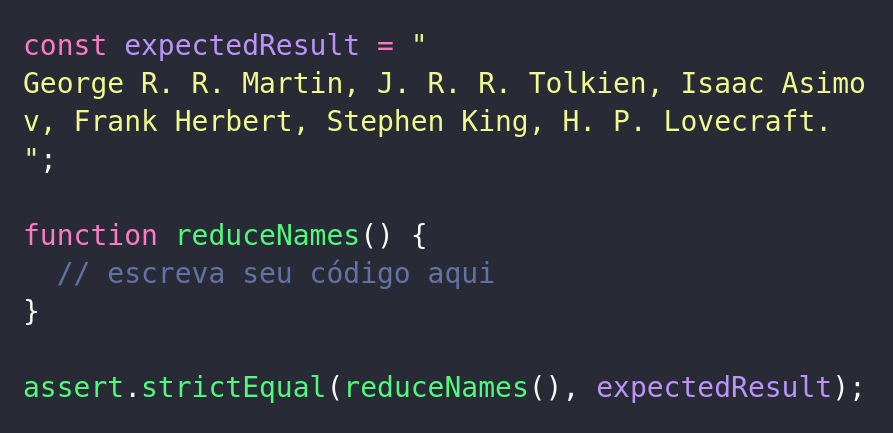 const expectedResult = "
George R. R. Martin, J. R. R. Tolkien, Isaac Asimo
v, Frank Herbert, Stephen King, H. P. Lovecraft.
";
function reduceNames() {
  // escreva seu código aqui
}
assert.strictEqual(reduceNames(), expectedResult);